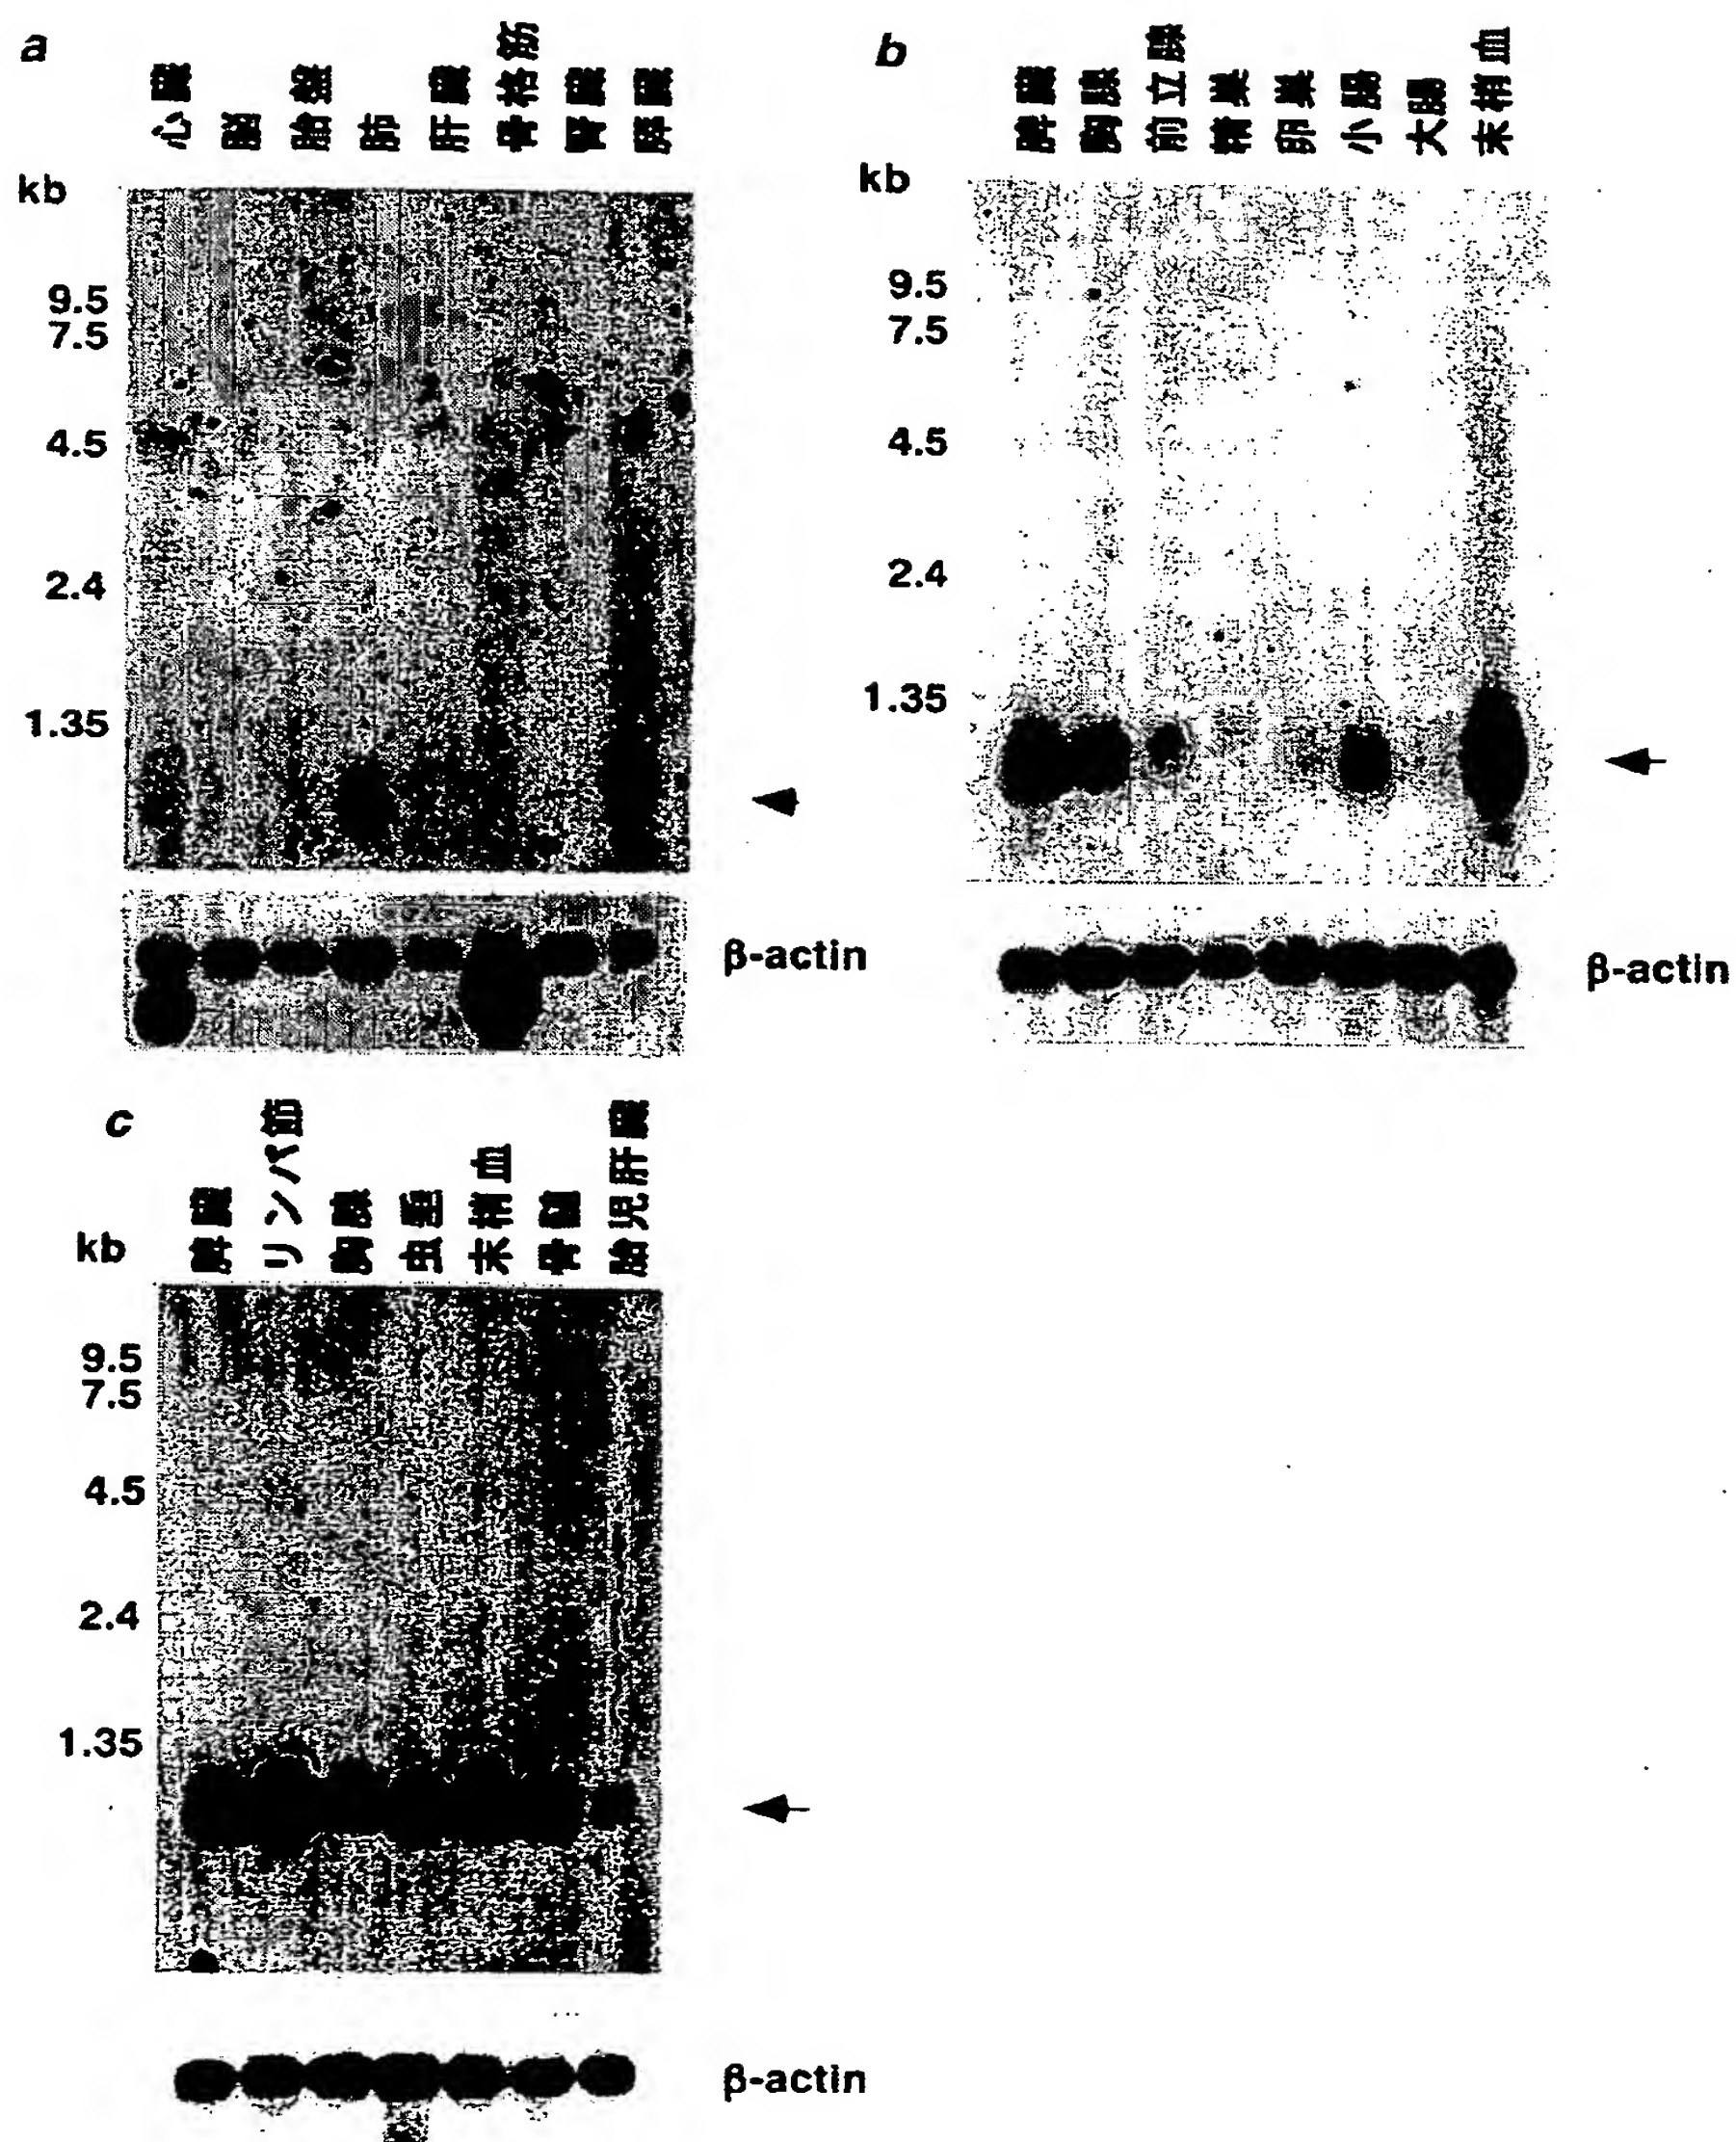 a
心臓
脳
胎盤
肺
肝臓
骨格筋
腎臓
膵臓
kb
9.5
7.5
4.5
2.4
1.35
β-actin
b
脾臓
胸腺
前立腺
精巣
卵巣
小腸
大腸
末梢血
kb
9.5
7.5
4.5
2.4
1.35
β-actin
c
脾臓
リンパ節
胸腺
虫垂
末梢血
骨髄
胎児肝臓
kb
9.5
7.5
4.5
2.4
1.35
β-actin